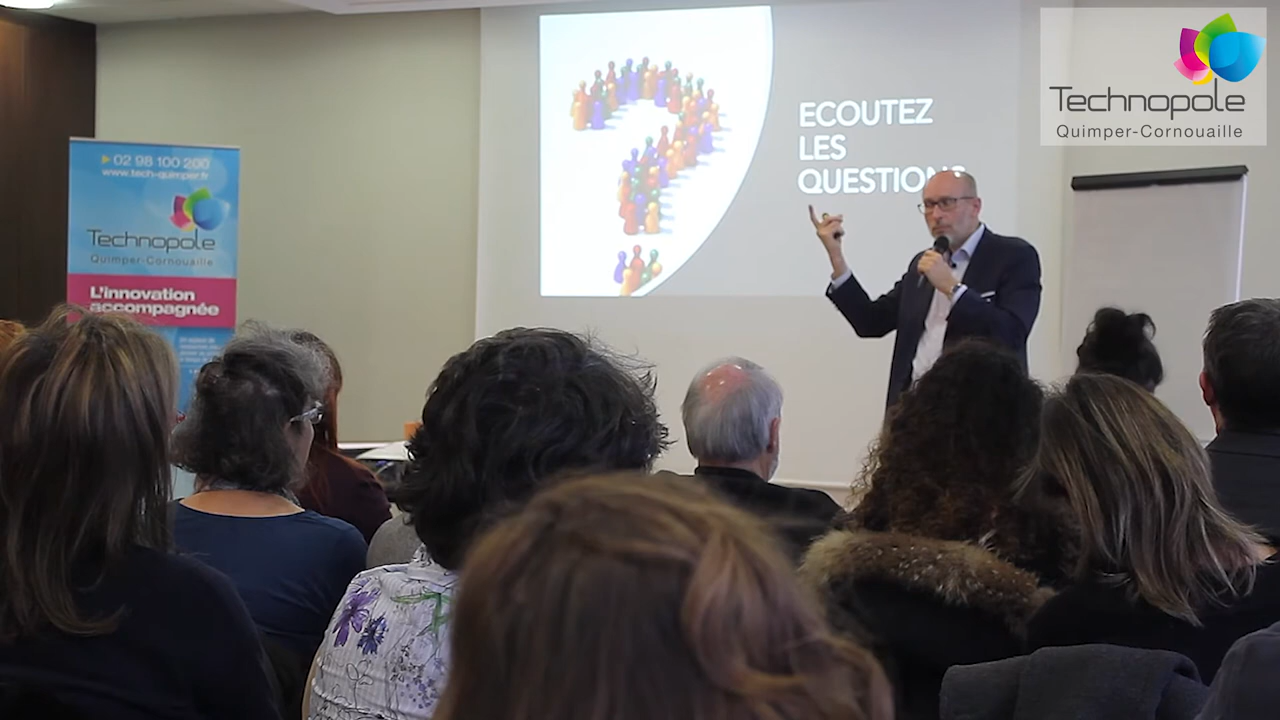 ECOUTEZ
LES
QUESTIONS
Technopole
Quimper-Cornouaille
02 98 100 200
www.tech-quimper.fr
Technopole
Quimper-Cornouaille
L'innovation
accompagnée